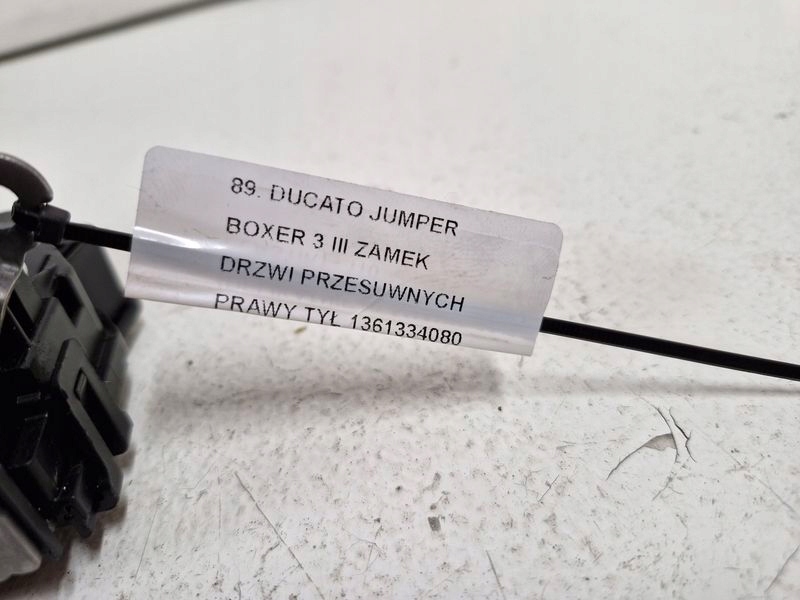 89. DUCATO JUMPER
BOXER 3 III ZAMEK
DRZWI PRZESUWNYCH
PRAWY TYŁ 1361334080